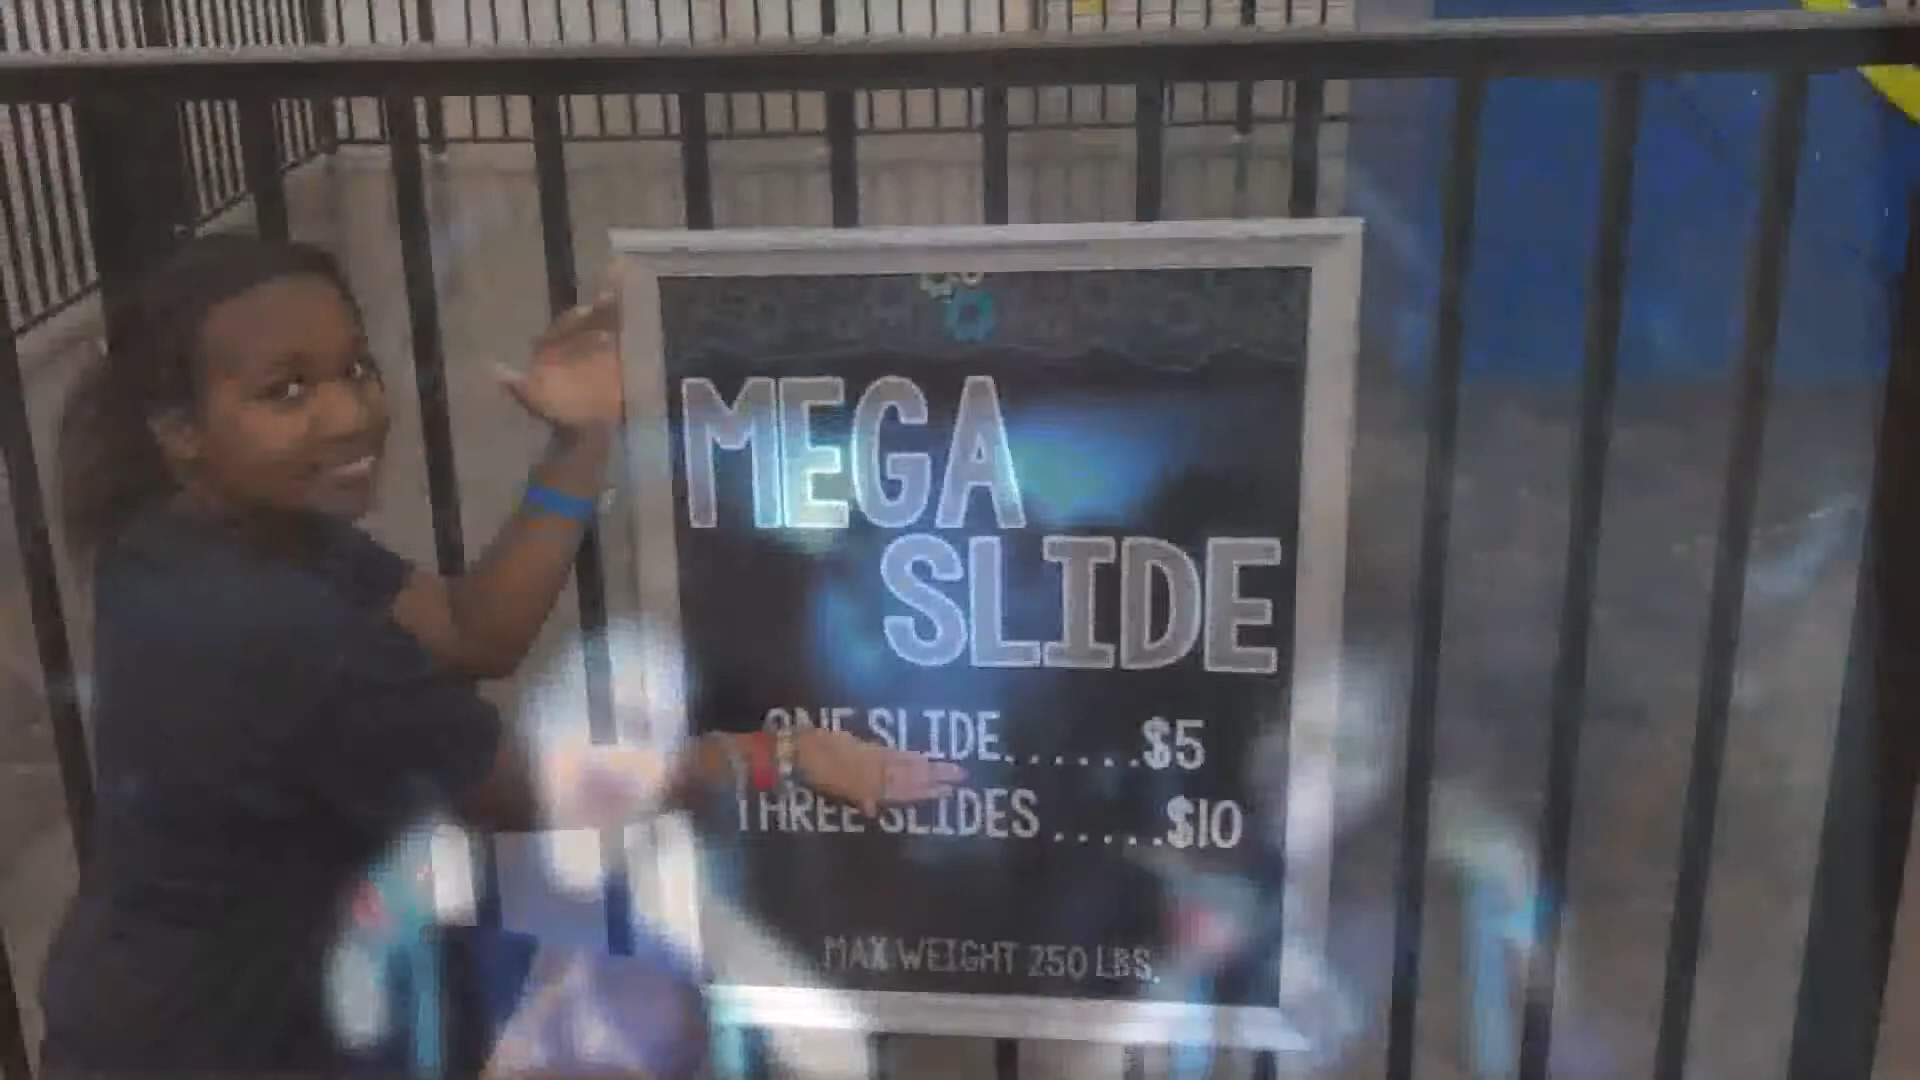 MEGA
SLIDE
ONE SLIDE......$5
THREE SLIDES.....$10
MAX WEIGHT 250 LBS.